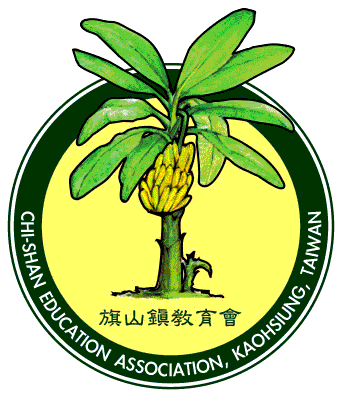 旗山鎮教育會
CHI-SHAN EDUCATION ASSOCIATION, KAOHSIUNG, TAIWAN